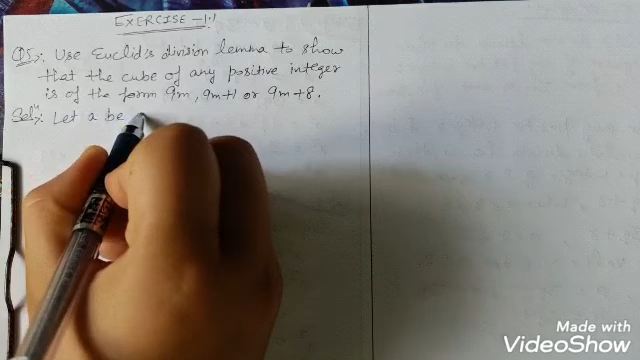 EXERCISE - 1.1
Q5:- Use Euclid's division lemma to show
that the cube of any positive integer
is of the form 9m, 9m+1 or 9m+8.
Solⁿ:- Let a be
Made with
VideoShow